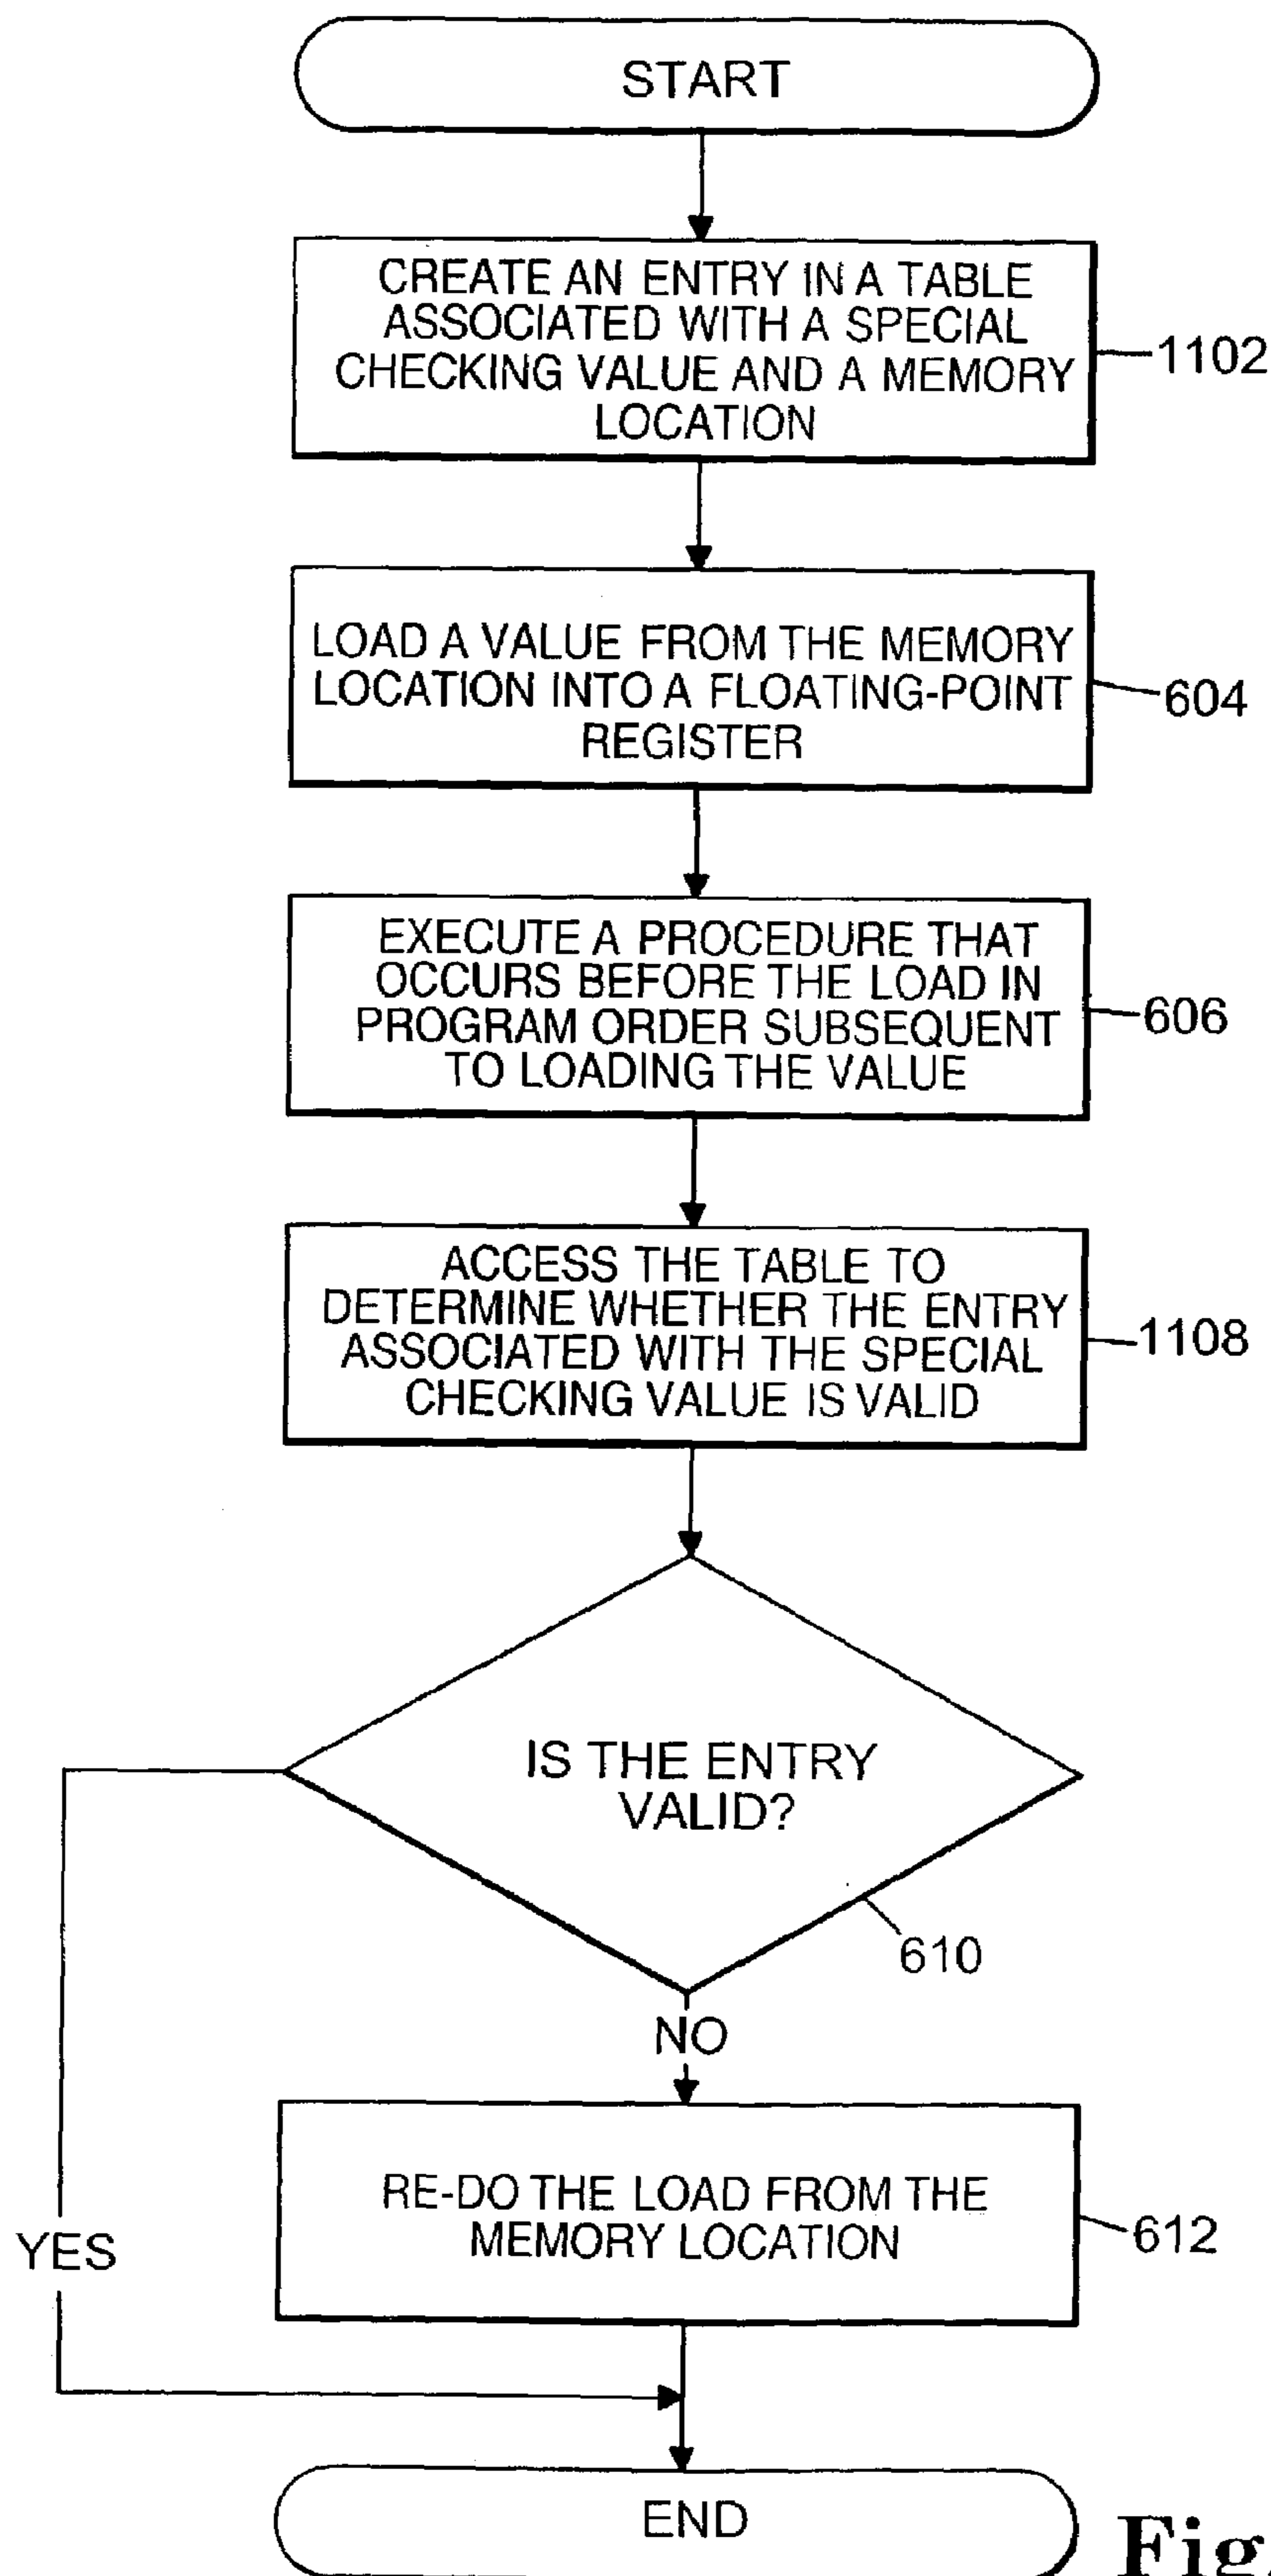 START
CREATE AN ENTRY IN A TABLE
ASSOCIATED WITH A SPECIAL
CHECKING VALUE AND A MEMORY
LOCATION
1102
LOAD A VALUE FROM THE MEMORY
LOCATION INTO A FLOATING-POINT
REGISTER
604
EXECUTE A PROCEDURE THAT
OCCURS BEFORE THE LOAD IN
PROGRAM ORDER SUBSEQUENT
TO LOADING THE VALUE
606
ACCESS THE TABLE TO
DETERMINE WHETHER THE ENTRY
ASSOCIATED WITH THE SPECIAL
CHECKING VALUE IS VALID
1108
IS THE ENTRY
VALID?
610
NO
RE-DO THE LOAD FROM THE
MEMORY LOCATION
612
YES
END
Fig.